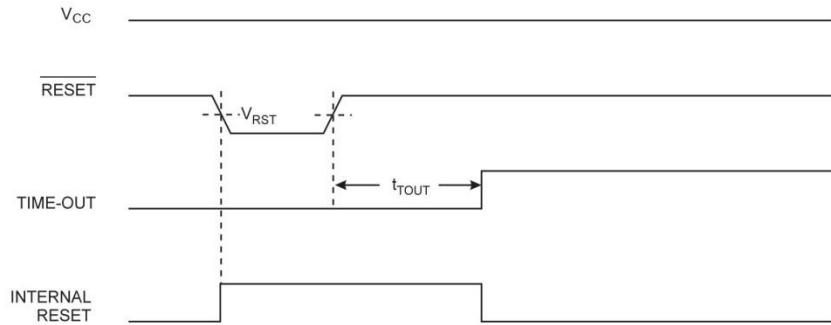 VCC
RESET
VRST
tTOUT
TIME-OUT
INTERNAL
RESET